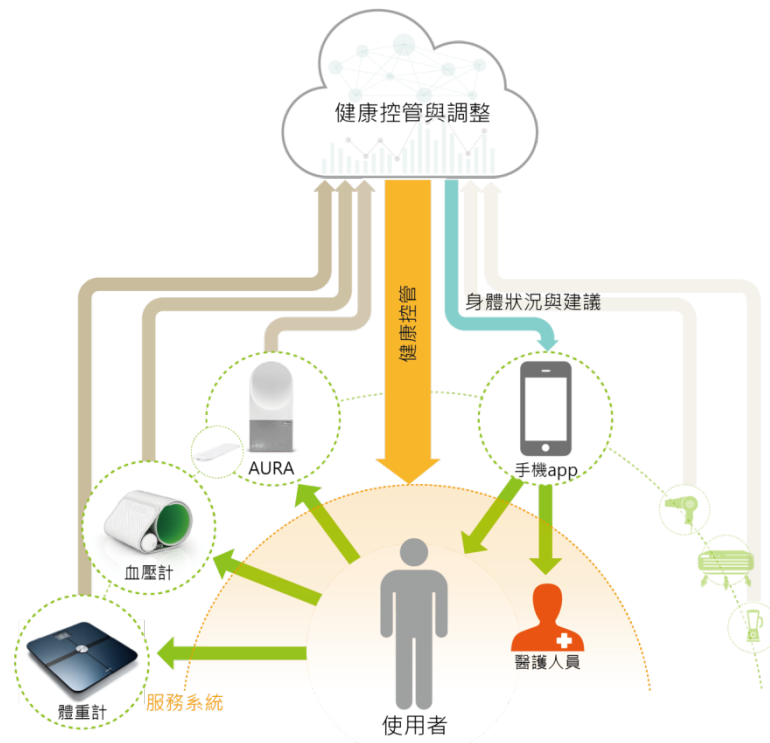 健康控管與調整
健康控管
身體狀況與建議
AURA
手機app
血壓計
醫護人員
體重計
服務系統
使用者